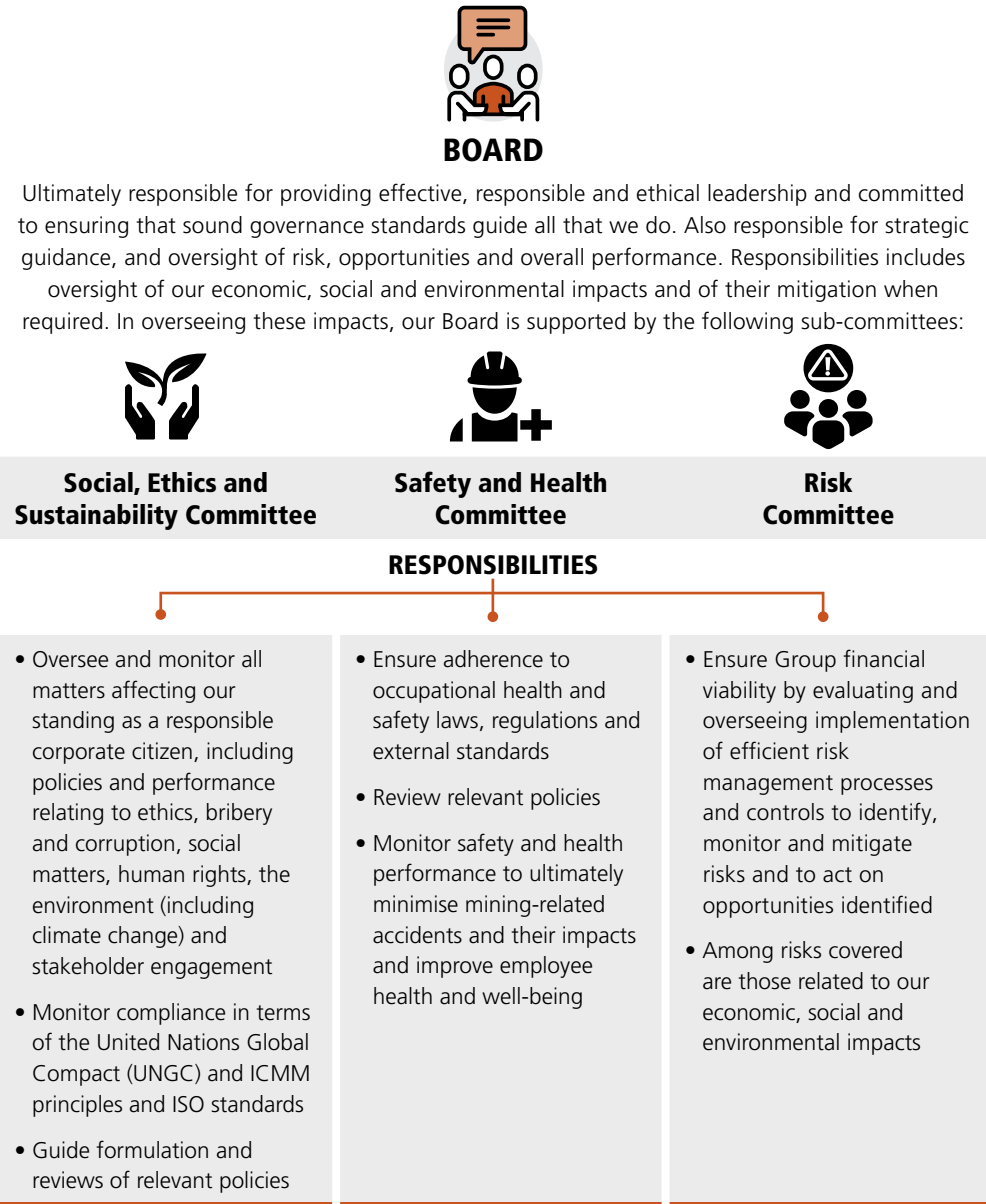 BOARD
Ultimately responsible for providing effective, responsible and ethical leadership and committed
to ensuring that sound governance standards guide all that we do. Also responsible for strategic
guidance, and oversight of risk, opportunities and overall performance. Responsibilities includes
oversight of our economic, social and environmental impacts and of their mitigation when
required. In overseeing these impacts, our Board is supported by the following sub-committees:
Social, Ethics and
Sustainability Committee
Safety and Health
Committee
Risk
Committee
RESPONSIBILITIES
• Oversee and monitor all
matters affecting our
standing as a responsible
corporate citizen, including
policies and performance
relating to ethics, bribery
and corruption, social
matters, human rights, the
environment (including
climate change) and
stakeholder engagement
• Monitor compliance in terms
of the United Nations Global
Compact (UNGC) and ICMM
principles and ISO standards
• Guide formulation and
reviews of relevant policies
• Ensure adherence to
occupational health and
safety laws, regulations and
external standards
• Review relevant policies
• Monitor safety and health
performance to ultimately
minimise mining-related
accidents and their impacts
and improve employee
health and well-being
• Ensure Group financial
viability by evaluating and
overseeing implementation
of efficient risk
management processes
and controls to identify,
monitor and mitigate
risks and to act on
opportunities identified
• Among risks covered
are those related to our
economic, social and
environmental impacts